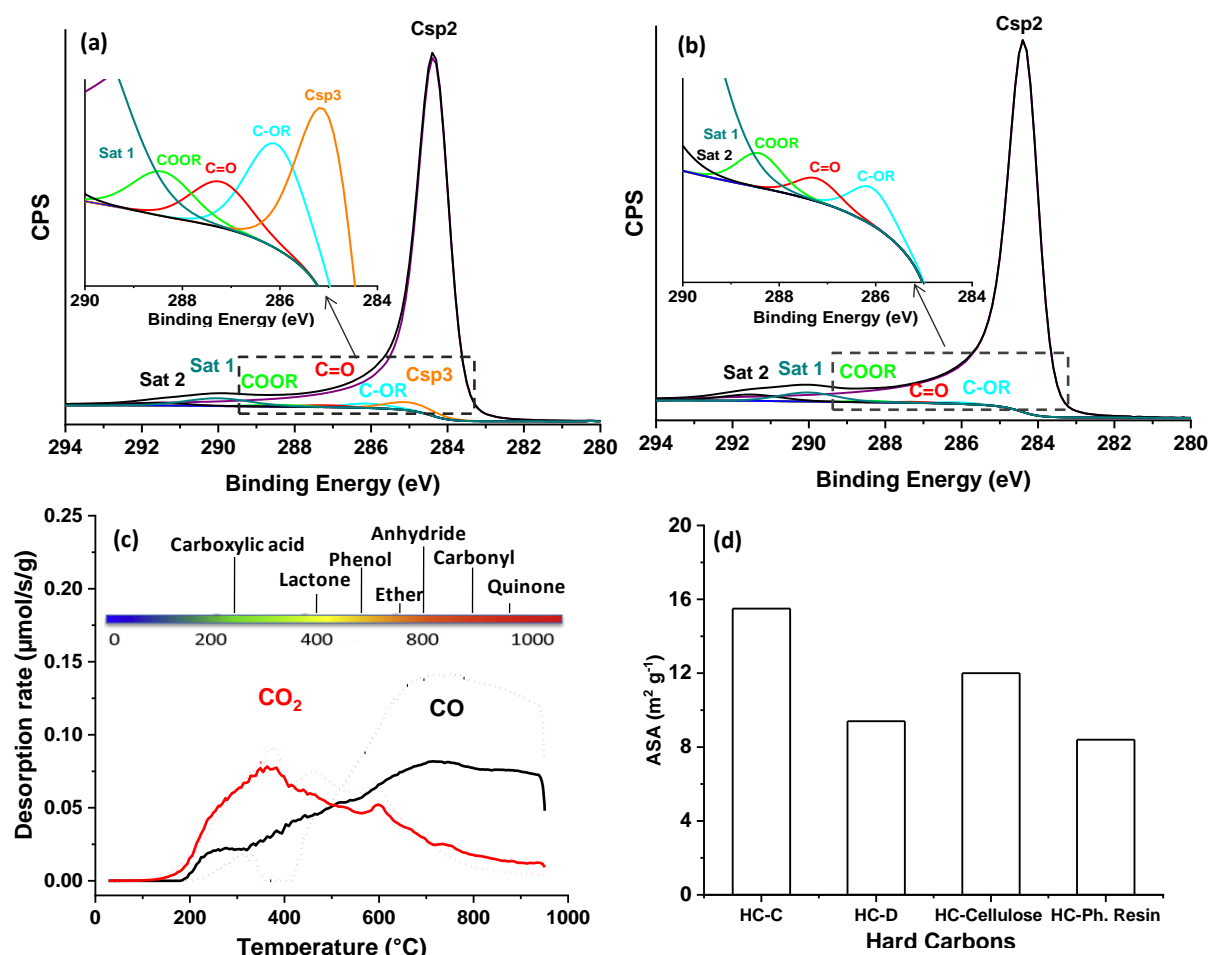 (a)
Csp2
Csp3
C-OR
COOR
C=O
Sat 1
290 288 286 284
Binding Energy (eV)
CPS
Sat 2
Sat 1
COOR
C=O
C-OR
Csp3
294 292 290 288 286 284 282 280
Binding Energy (eV)
(b)
Csp2
Sat 1
Sat 2
COOR
C=O
C-OR
290 288 286 284
Binding Energy (eV)
CPS
Sat 2
Sat 1
COOR
C=O
C-OR
294 292 290 288 286 284 282 280
Binding Energy (eV)
(c)
Carboxylic acid
Lactone
Phenol
Ether
Anhydride
Carbonyl
Quinone
0 200 400 800 1000
CO2
CO
Desorption rate (µmol/s/g)
0.25
0.20
0.15
0.10
0.05
0.00
0 200 400 600 800 1000
Temperature (°C)
(d)
ASA (m² g⁻¹)
20
16
12
8
4
0
HC-C HC-D HC-Cellulose HC-Ph. Resin
Hard Carbons